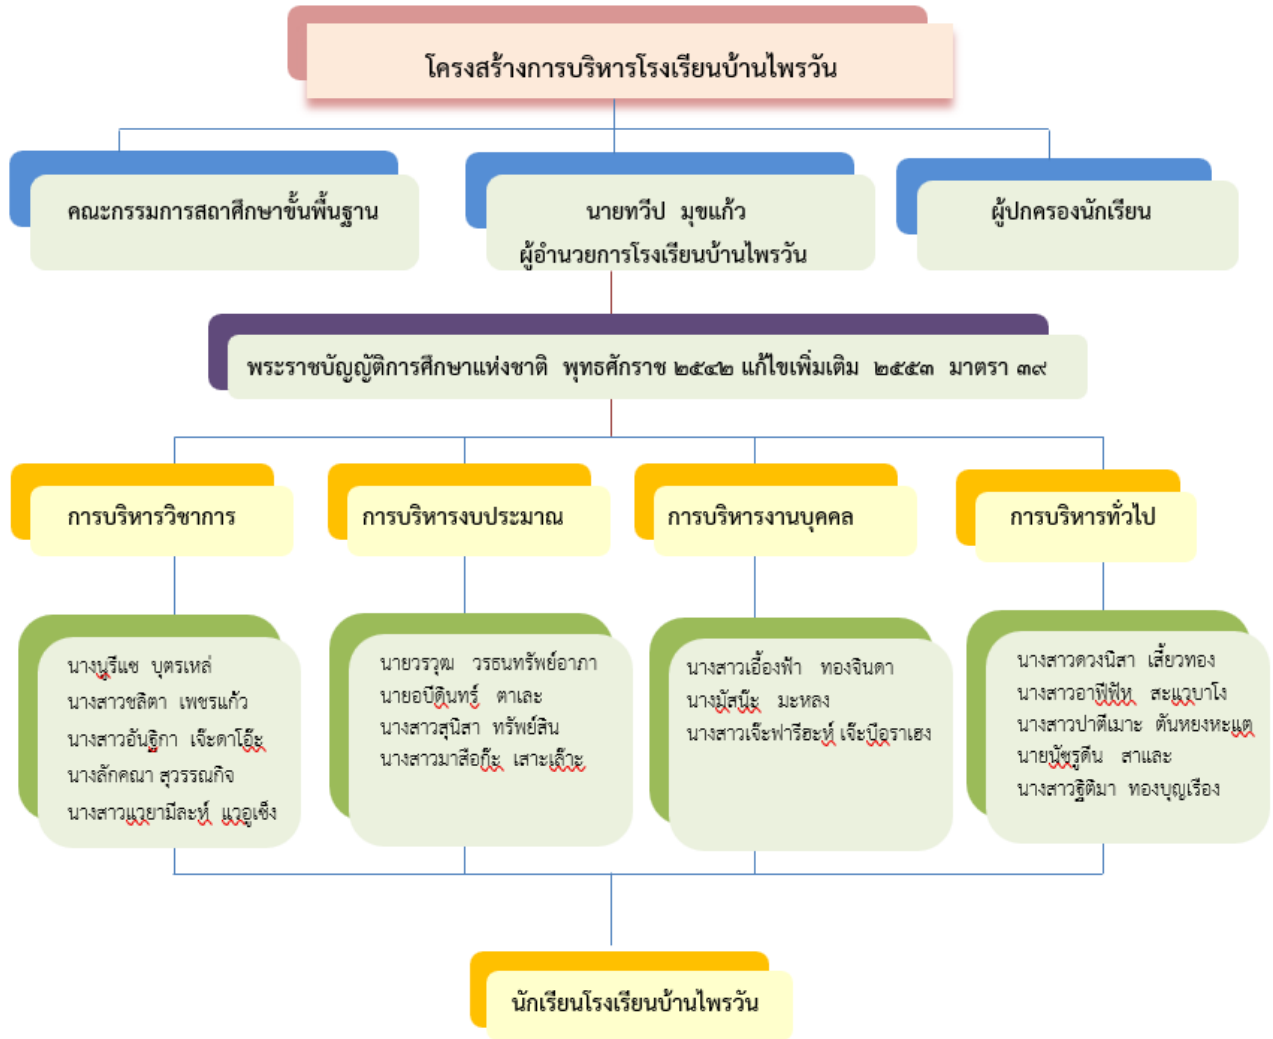 โครงสร้างการบริหารโรงเรียนบ้านไพรวัน
คณะกรรมการสถาศึกษาขั้นพื้นฐาน
นายทวีป มุขแก้ว
ผู้อำนวยการโรงเรียนบ้านไพรวัน
ผู้ปกครองนักเรียน
พระราชบัญญัติการศึกษาแห่งชาติ พุทธศักราช ๒๕๔๒ แก้ไขเพิ่มเติม ๒๕๕๓ มาตรา ๓๙
การบริหารวิชาการ
การบริหารงบประมาณ
การบริหารงานบุคคล
การบริหารทั่วไป
นางนูรีแซ บุตรเหล่
นางสาวชลิตา เพชรแก้ว
นางสาวอันฐิกา เจ๊ะดาโอ๊ะ
นางลักคณา สุวรรณกิจ
นางสาวแวยามีละห์ แวอูเซ็ง
นายวรวุฒ วรธนทรัพย์อาภา
นายอบีดินทร์ ตาเละ
นางสาวสุนิสา ทรัพย์สิน
นางสาวมาสือก๊ะ เสาะเล๊าะ
นางสาวเอื้องฟ้า ทองจินดา
นางมัสน๊ะ มะหลง
นางสาวเจ๊ะฟารีฮะห์ เจ๊ะบือราเฮง
นางสาวดวงนิสา เสี้ยวทอง
นางสาวอาฟีฟัห สะแวบาโง
นางสาวปาตีเมาะ ตันหยงหะแต
นายนัซรูดีน สาและ
นางสาวฐิติมา ทองบุญเรือง
นักเรียนโรงเรียนบ้านไพรวัน